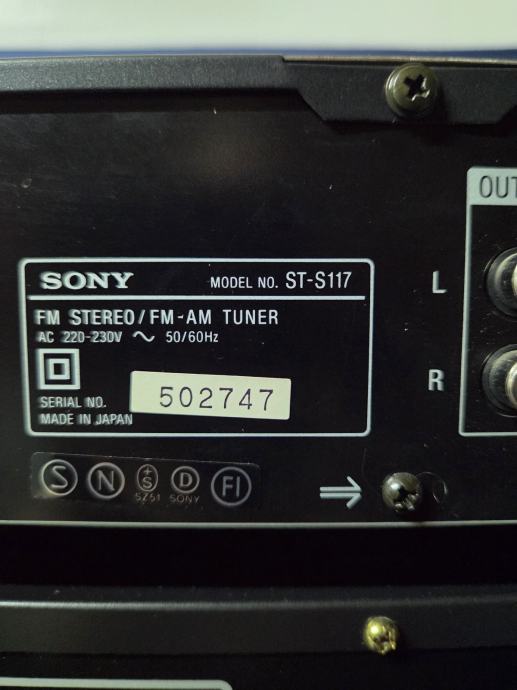 OUT
L
R
SONY MODEL NO. ST-S117
FM STEREO/FM-AM TUNER
AC 220-230V ~ 50/60Hz
SERIAL NO. 502747
MADE IN JAPAN
S N +S D FI
5Z51 SONY